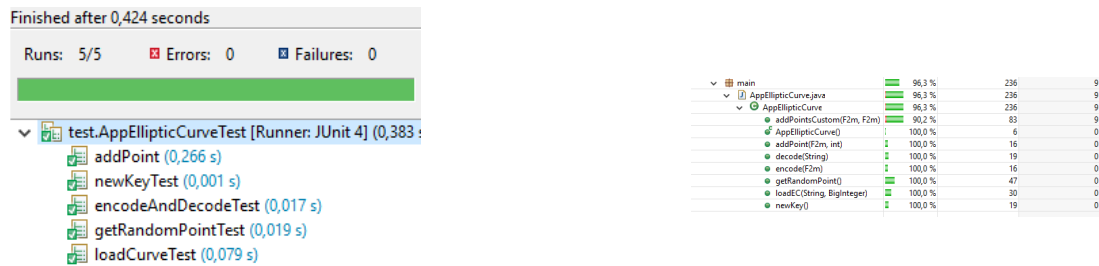 Finished after 0,424 seconds
Runs: 5/5 Errors: 0 Failures: 0
test.AppEllipticCurveTest [Runner: JUnit 4] (0,383 s
addPoint (0,266 s)
newKeyTest (0,001 s)
encodeAndDecodeTest (0,017 s)
getRandomPointTest (0,019 s)
loadCurveTest (0,079 s)
main 96,3 % 236 9
AppEllipticCurve.java 96,3 % 236 9
AppEllipticCurve 96,3 % 236 9
addPointsCustom(F2m, F2m) 90,2 % 83 9
AppEllipticCurve() 100,0 % 6 0
addPoint(F2m, int) 100,0 % 16 0
decode(String) 100,0 % 19 0
encode(F2m) 100,0 % 16 0
getRandomPoint() 100,0 % 47 0
loadEC(String, BigInteger) 100,0 % 30 0
newKey() 100,0 % 19 0